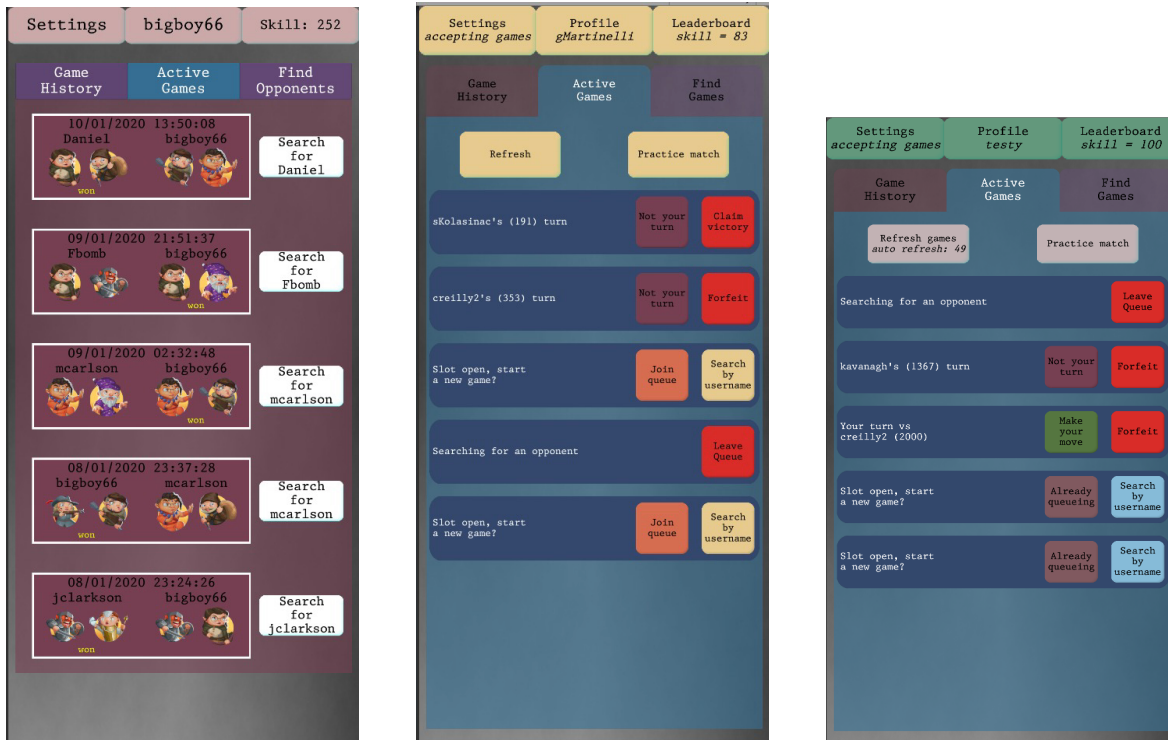 Settings
bigboy66
Skill: 252
Game
History
Active
Games
Find
Opponents
10/01/2020 13:50:08
Daniel
bigboy66
won
Search
for
Daniel
09/01/2020 21:51:37
Fbomb
bigboy66
won
Search
for
Fbomb
09/01/2020 02:32:48
mcarlson
bigboy66
won
Search
for
mcarlson
08/01/2020 23:37:28
bigboy66
mcarlson
won
Search
for
mcarlson
08/01/2020 23:24:26
jclarkson
bigboy66
won
Search
for
jclarkson
Settings
accepting games
Profile
gMartinelli
Leaderboard
skill = 83
Game
History
Active
Games
Find
Games
Refresh
Practice match
sKolasinac's (191) turn
Not your
turn
Claim
victory
creilly2's (353) turn
Not your
turn
Forfeit
Slot open, start
a new game?
Join
queue
Search
by
username
Searching for an opponent
Leave
Queue
Slot open, start
a new game?
Join
queue
Search
by
username
Settings
accepting games
Profile
testy
Leaderboard
skill = 100
Game
History
Active
Games
Find
Games
Refresh games
auto refresh: 49
Practice match
Searching for an opponent
Leave
Queue
kavanagh's (1367) turn
Not your
turn
Forfeit
Your turn vs
creilly2 (2000)
Make
your
move
Forfeit
Slot open, start
a new game?
Already
queueing
Search
by
username
Slot open, start
a new game?
Already
queueing
Search
by
username